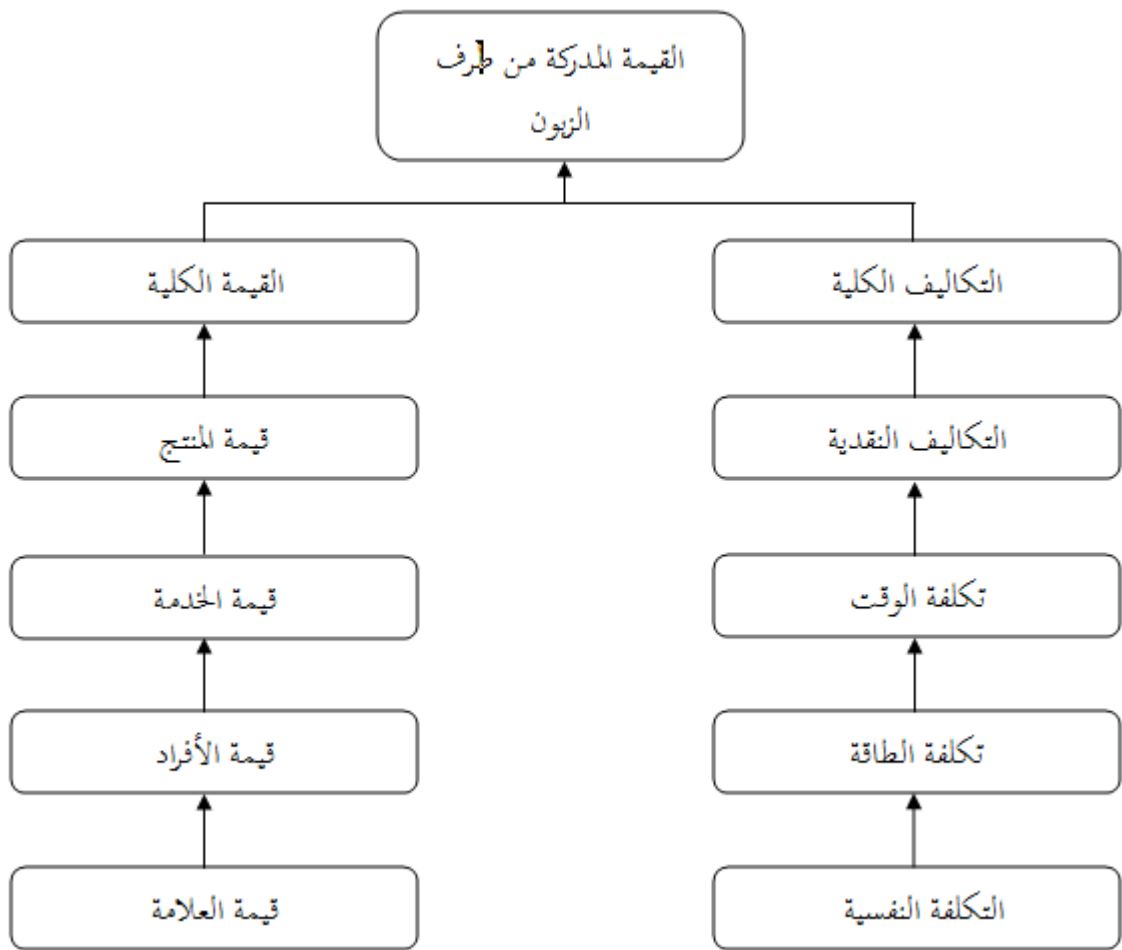 القيمة المدركة من طرف
الزبون
التكاليف الكلية
القيمة الكلية
التكاليف النقدية
قيمة المنتج
تكلفة الوقت
قيمة الخدمة
تكلفة الطاقة
قيمة الأفراد
التكلفة النفسية
قيمة العلامة